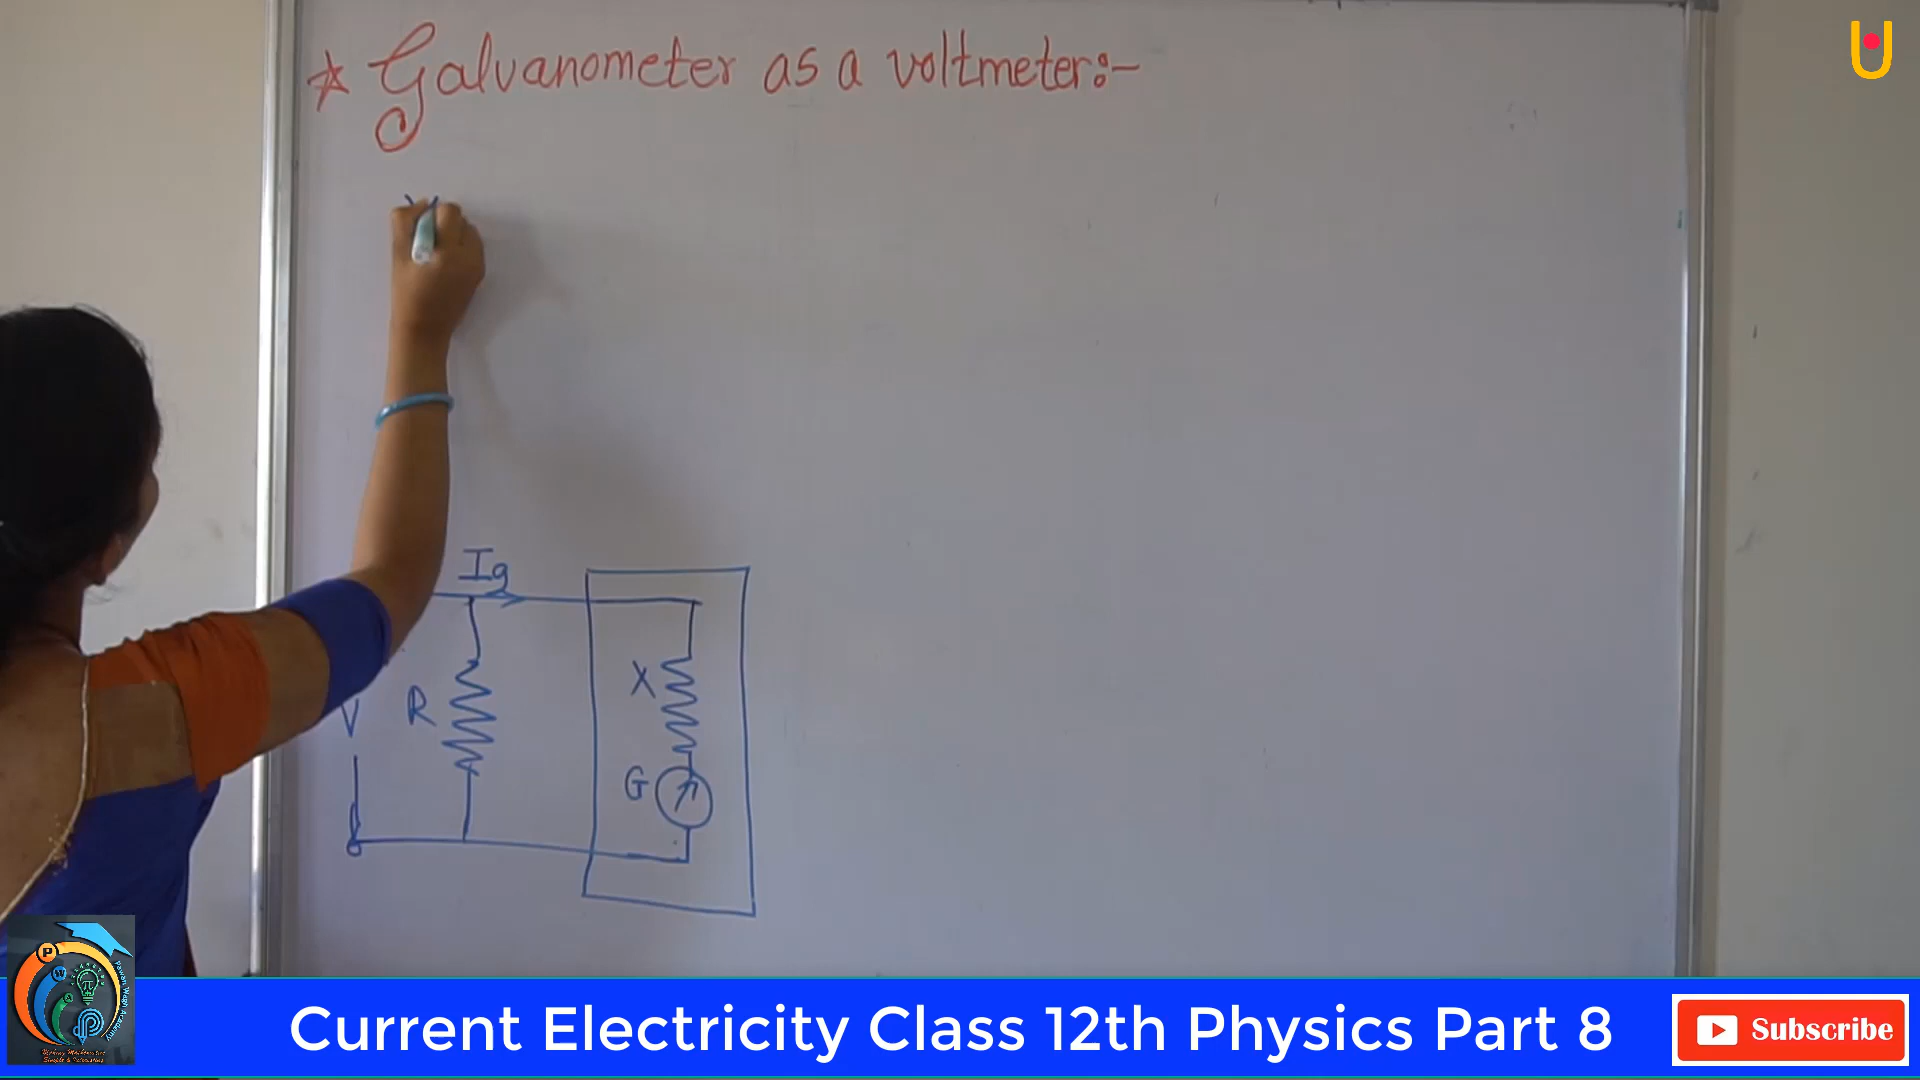 * Galvanometer as a voltmeter:-
Ig
X
R
V
G
Current Electricity Class 12th Physics Part 8
Subscribe